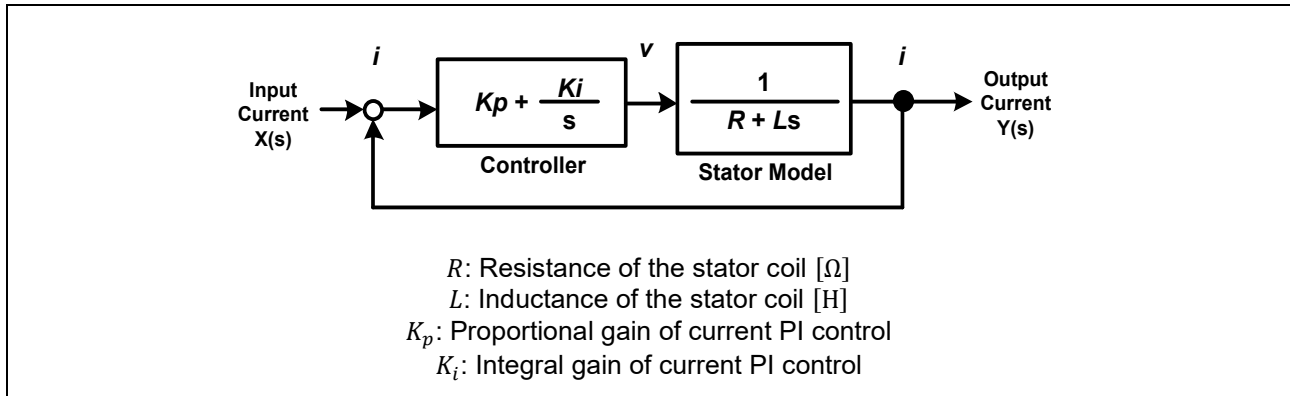 i
v
i
Input
Current
X(s)
Kp + Ki
s
1
R + Ls
Output
Current
Y(s)
Controller
Stator Model
R: Resistance of the stator coil [Ω]
L: Inductance of the stator coil [H]
Kp: Proportional gain of current PI control
Ki: Integral gain of current PI control